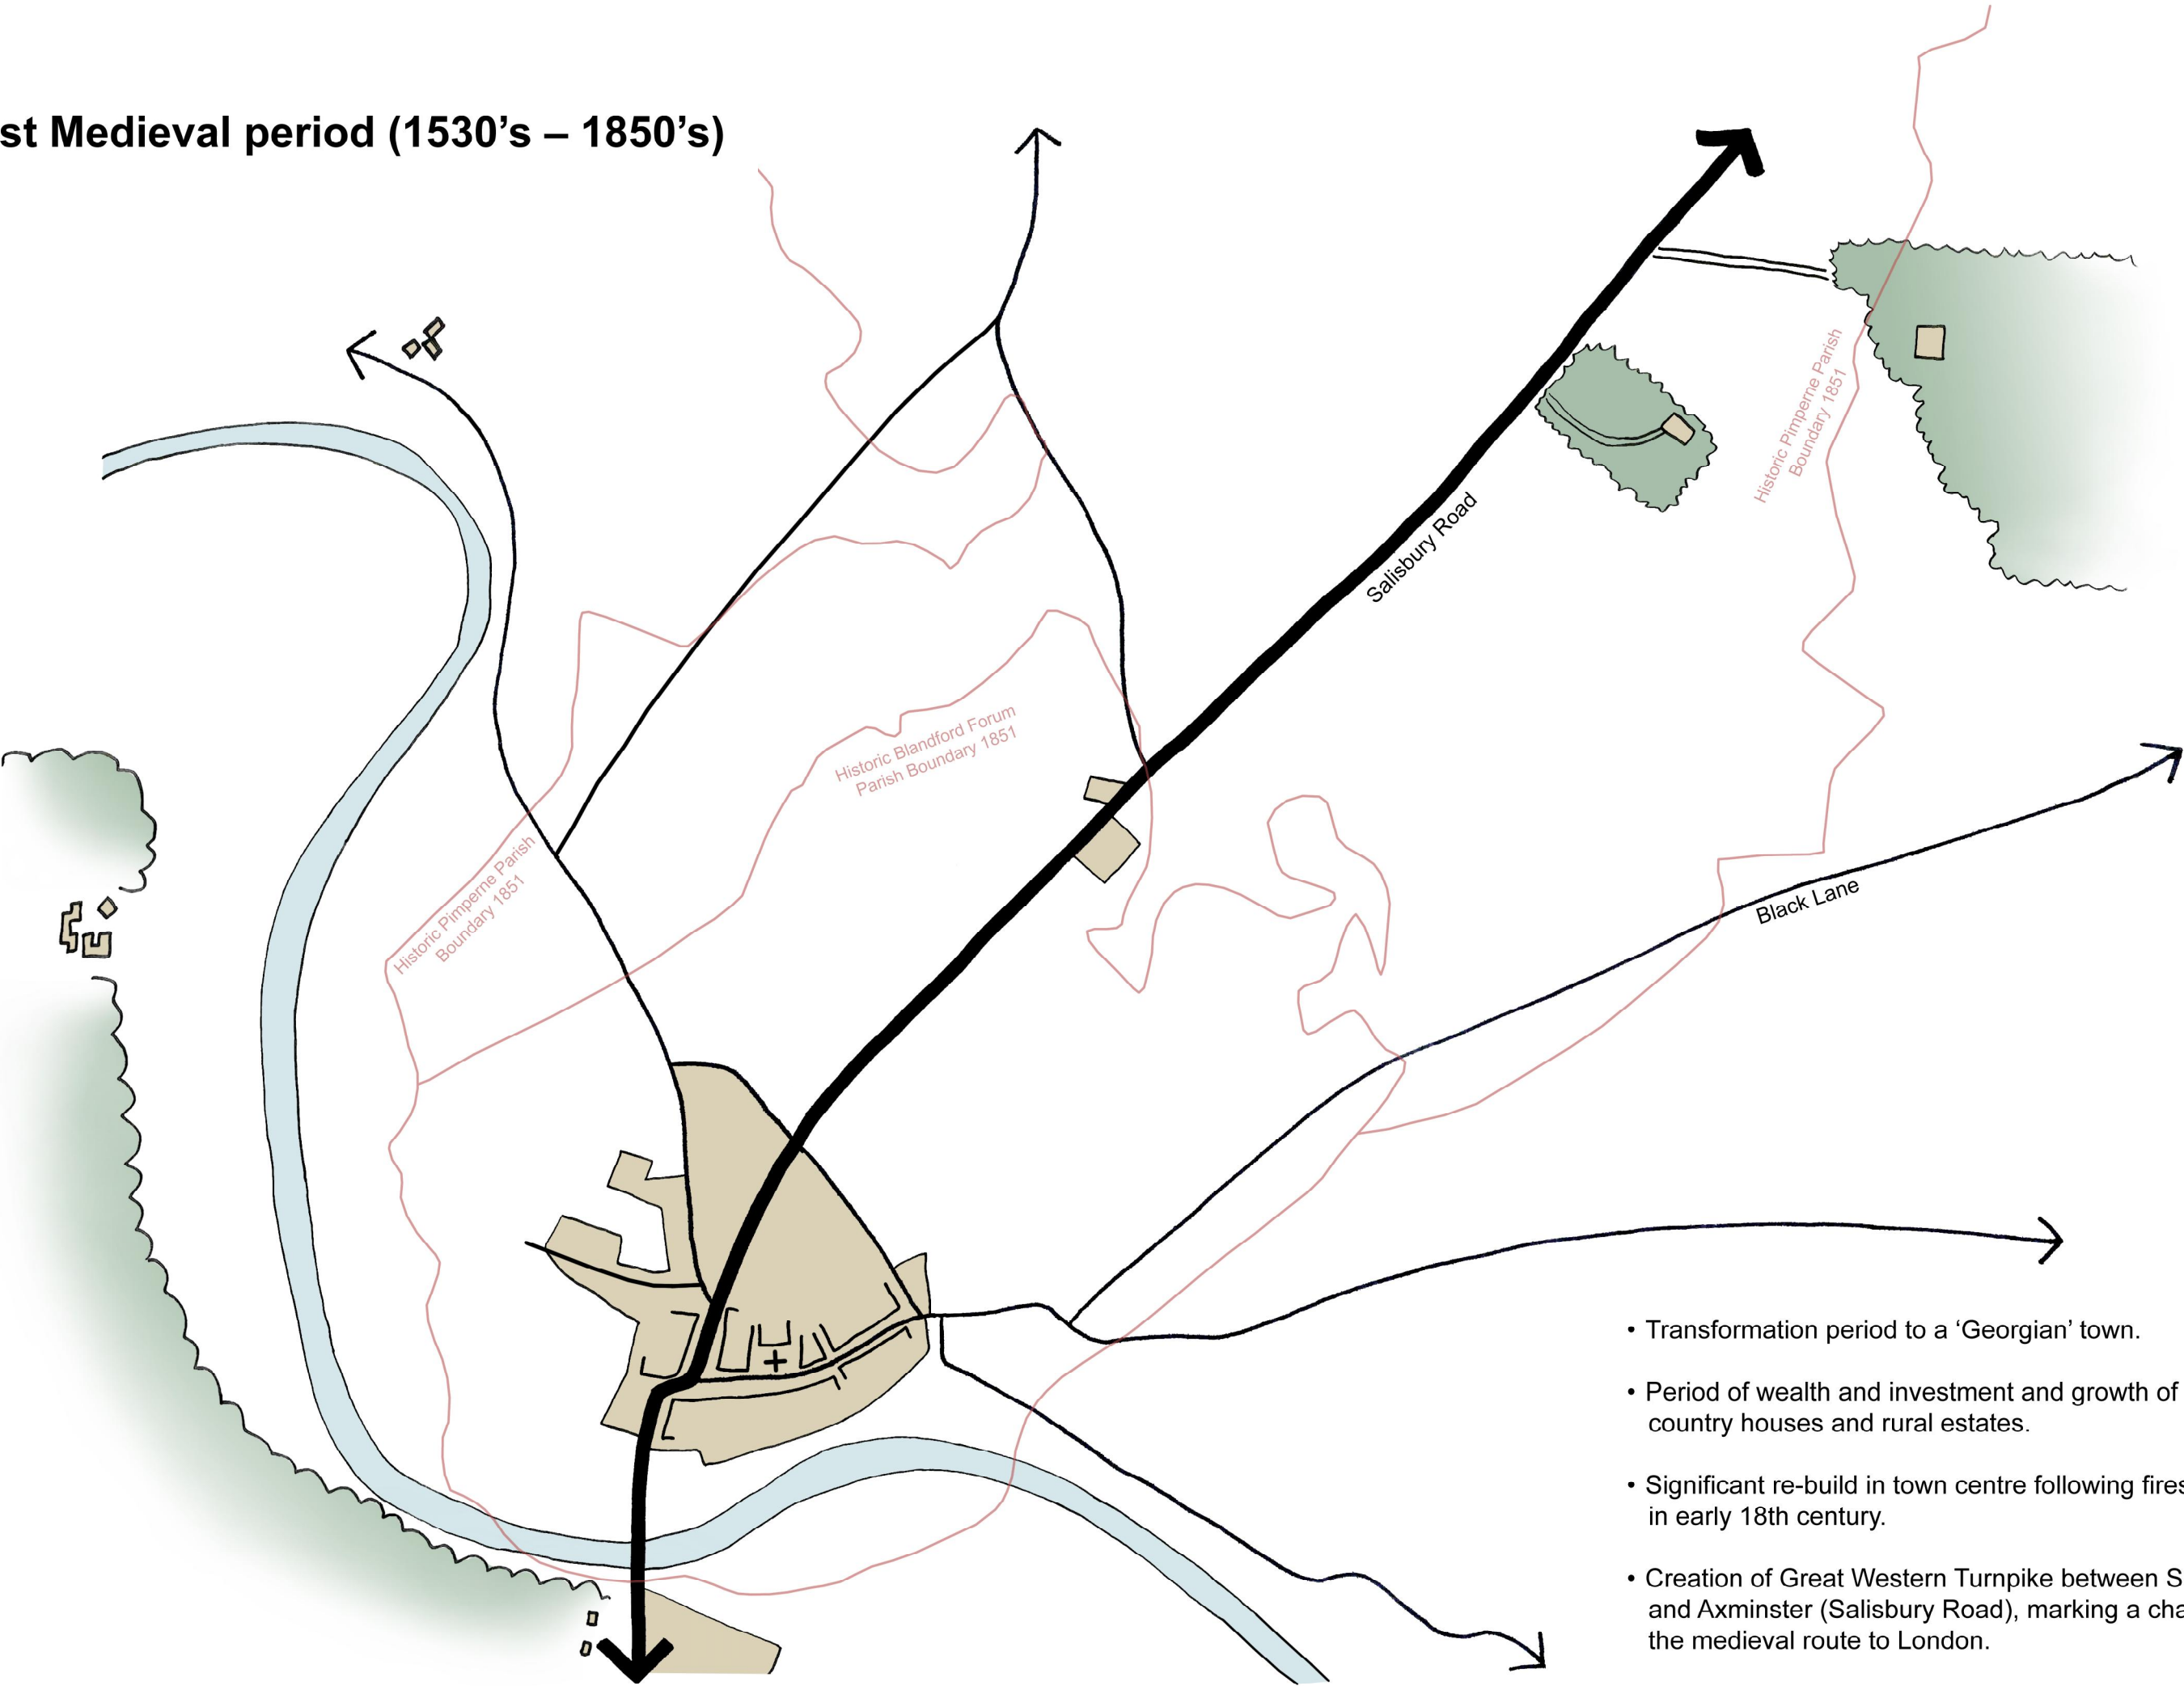 st Medieval period (1530’s – 1850’s)
Historic Pimperne Parish
Boundary 1851
Salisbury Road
Historic Blandford Forum
Parish Boundary 1851
Historic Pimperne Parish
Boundary 1851
Black Lane
• Transformation period to a ‘Georgian’ town.
• Period of wealth and investment and growth of
country houses and rural estates.
• Significant re-build in town centre following fires
in early 18th century.
• Creation of Great Western Turnpike between S
and Axminster (Salisbury Road), marking a cha
the medieval route to London.